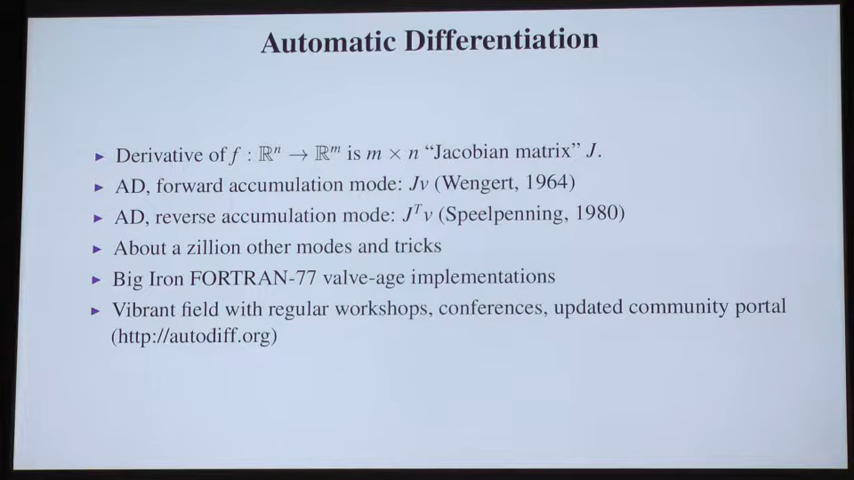 Automatic Differentiation
▶ Derivative of f : ℝⁿ → ℝᵐ is m × n “Jacobian matrix” J.
▶ AD, forward accumulation mode: Jv (Wengert, 1964)
▶ AD, reverse accumulation mode: Jᵀv (Speelpenning, 1980)
▶ About a zillion other modes and tricks
▶ Big Iron FORTRAN-77 valve-age implementations
▶ Vibrant field with regular workshops, conferences, updated community portal
(http://autodiff.org)